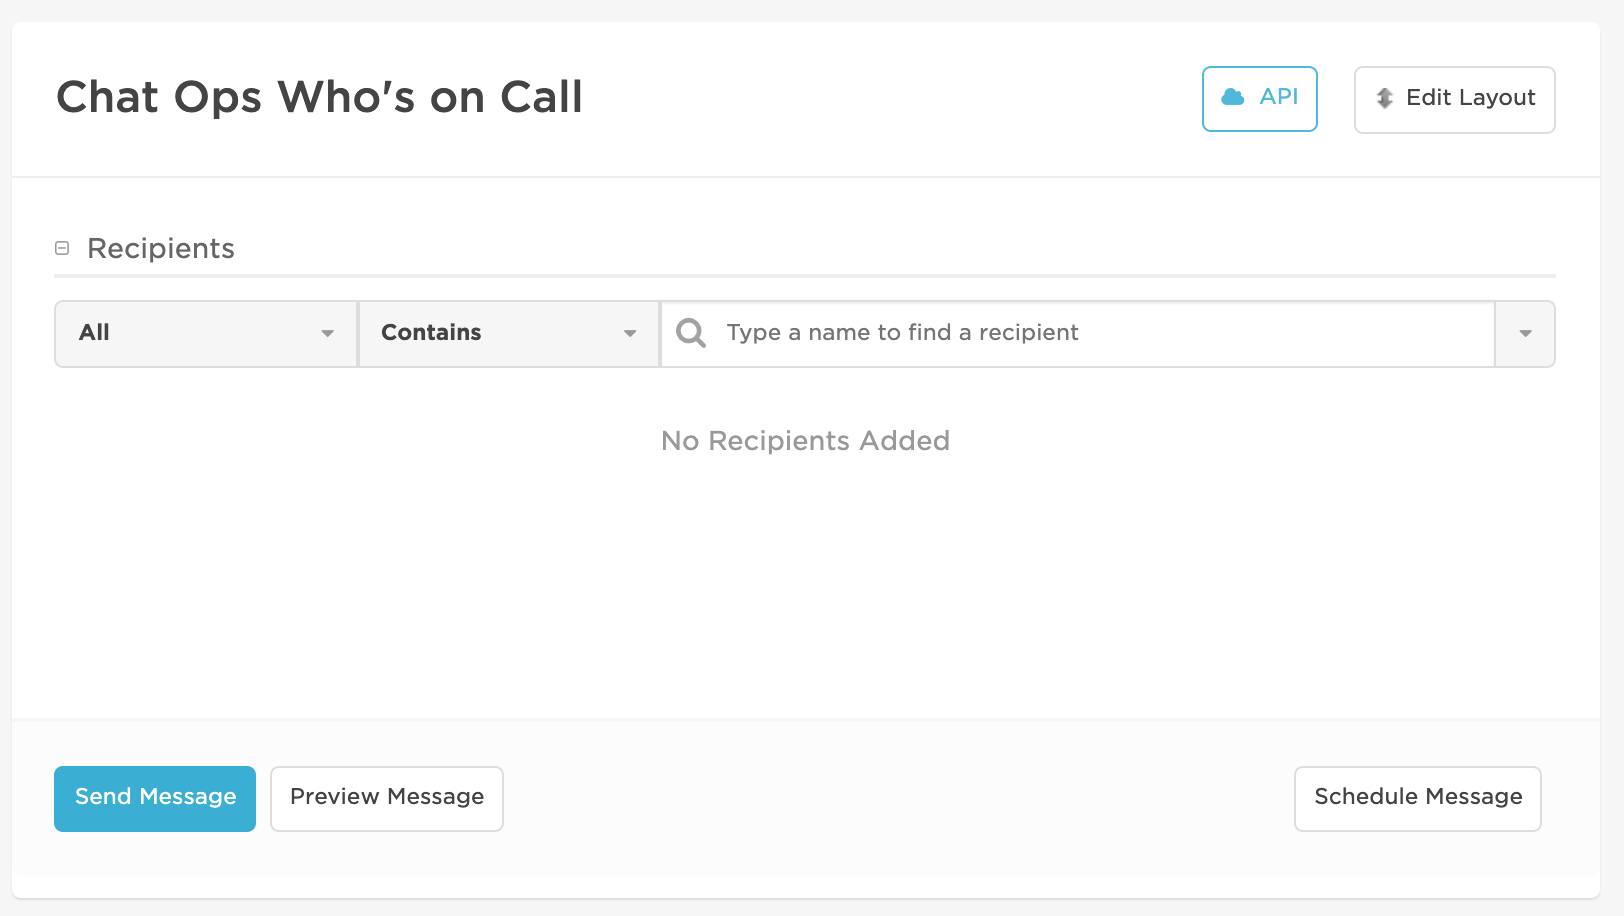 Chat Ops Who's on Call
API
Edit Layout
Recipients
All
Contains
Type a name to find a recipient
No Recipients Added
Send Message
Preview Message
Schedule Message